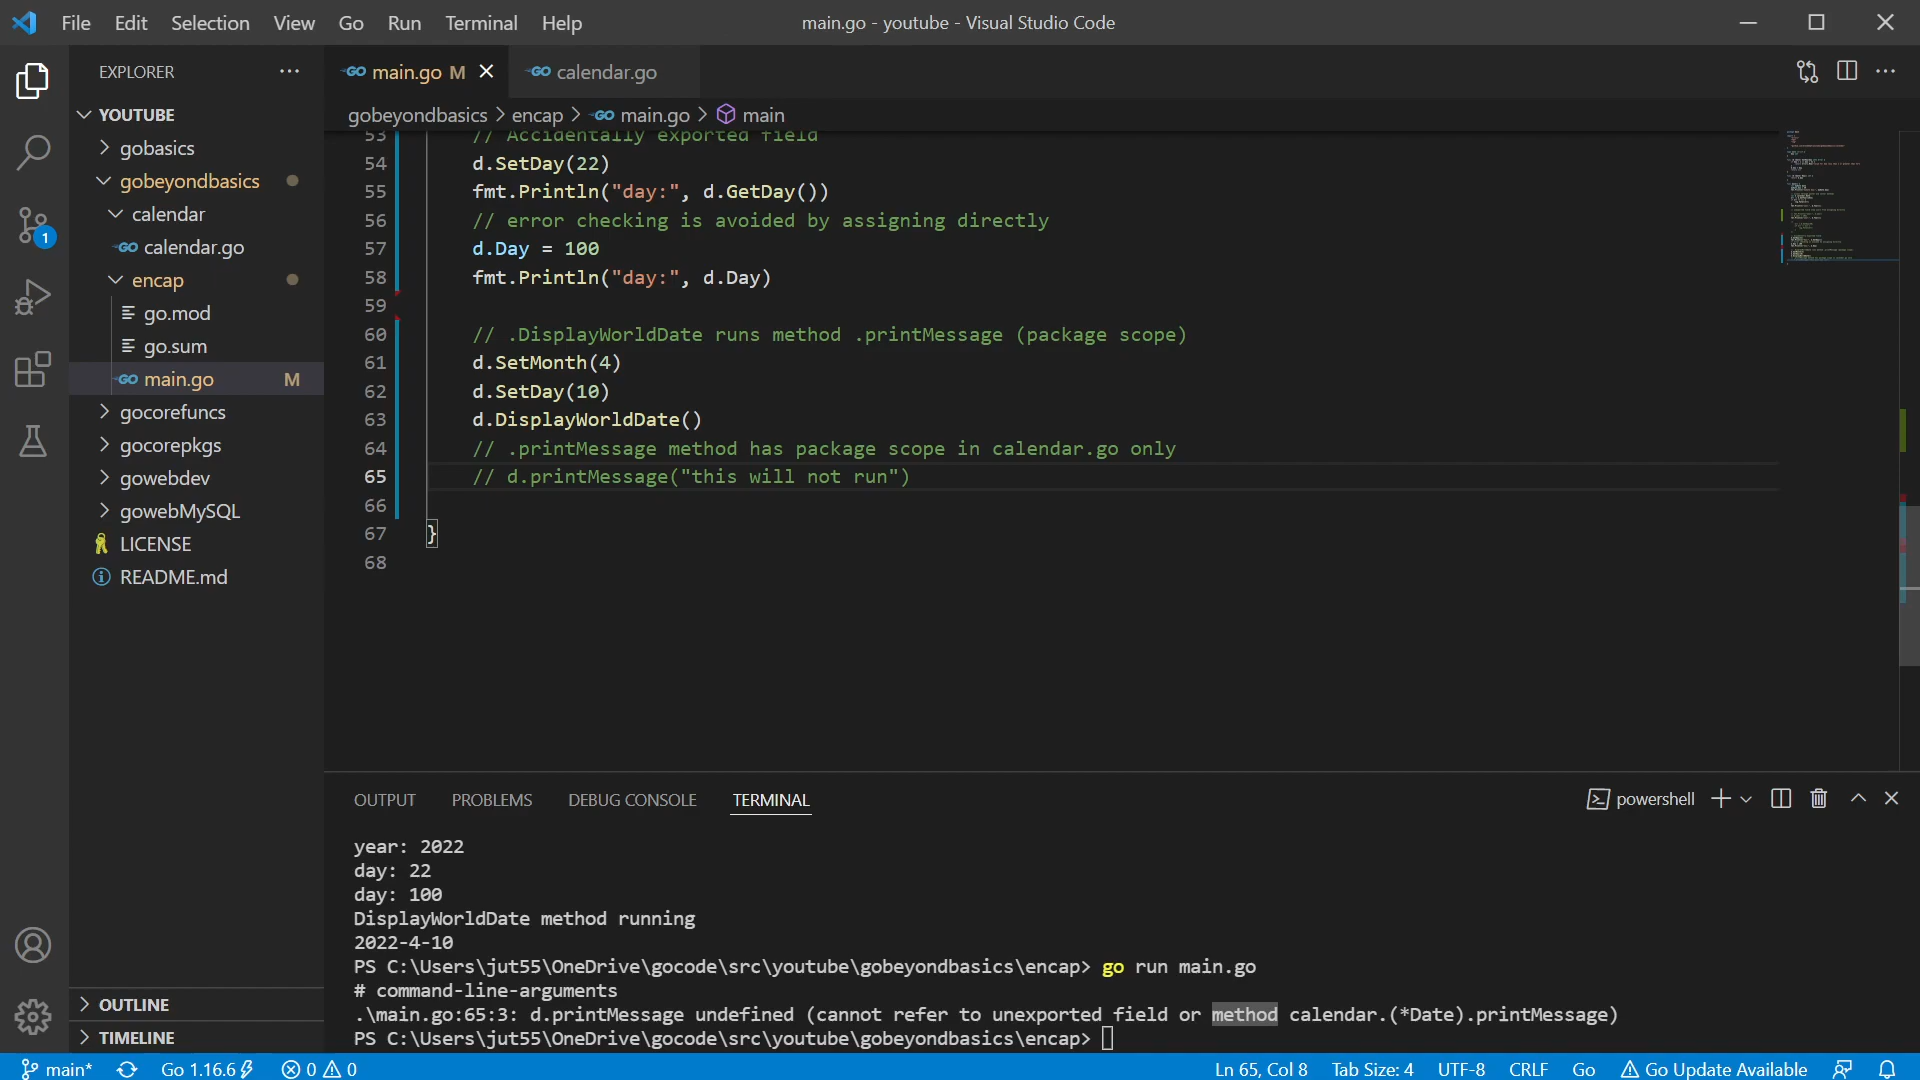 File Edit Selection View Go Run Terminal Help
main.go - youtube - Visual Studio Code
EXPLORER
YOUTUBE
gobasics
gobeyondbasics
calendar
calendar.go
encap
go.mod
go.sum
main.go M
gocorefuncs
gocorepkgs
gowebdev
gowebMySQL
LICENSE
README.md
OUTLINE
TIMELINE
1
main.go M
calendar.go
gobeyondbasics > encap > main.go > main
53 // Accidentally exported field
54 d.SetDay(22)
55 fmt.Println("day:", d.GetDay())
56 // error checking is avoided by assigning directly
57 d.Day = 100
58 fmt.Println("day:", d.Day)
59
60 // .DisplayWorldDate runs method .printMessage (package scope)
61 d.SetMonth(4)
62 d.SetDay(10)
63 d.DisplayWorldDate()
64 // .printMessage method has package scope in calendar.go only
65 // d.printMessage("this will not run")
66
67 }
68
OUTPUT PROBLEMS DEBUG CONSOLE TERMINAL
powershell
year: 2022
day: 22
day: 100
DisplayWorldDate method running
2022-4-10
PS C:\Users\jut55\OneDrive\gocode\src\youtube\gobeyondbasics\encap> go run main.go
# command-line-arguments
.\main.go:65:3: d.printMessage undefined (cannot refer to unexported field or method calendar.(*Date).printMessage)
PS C:\Users\jut55\OneDrive\gocode\src\youtube\gobeyondbasics\encap>
main* Go 1.16.6 0 0 Ln 65, Col 8 Tab Size: 4 UTF-8 CRLF Go Go Update Available